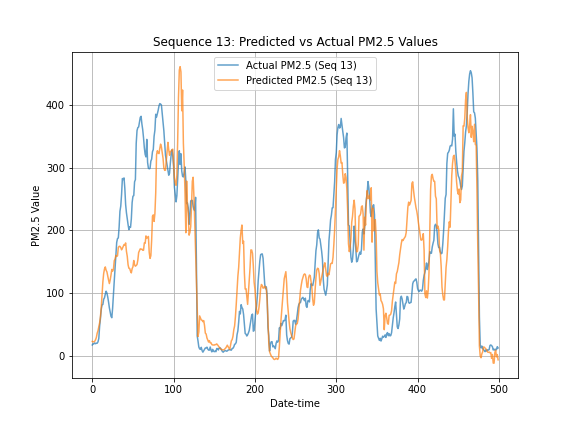 Sequence 13: Predicted vs Actual PM2.5 Values
Actual PM2.5 (Seq 13)
Predicted PM2.5 (Seq 13)
PM2.5 Value
400
300
200
100
0
0 100 200 300 400 500
Date-time